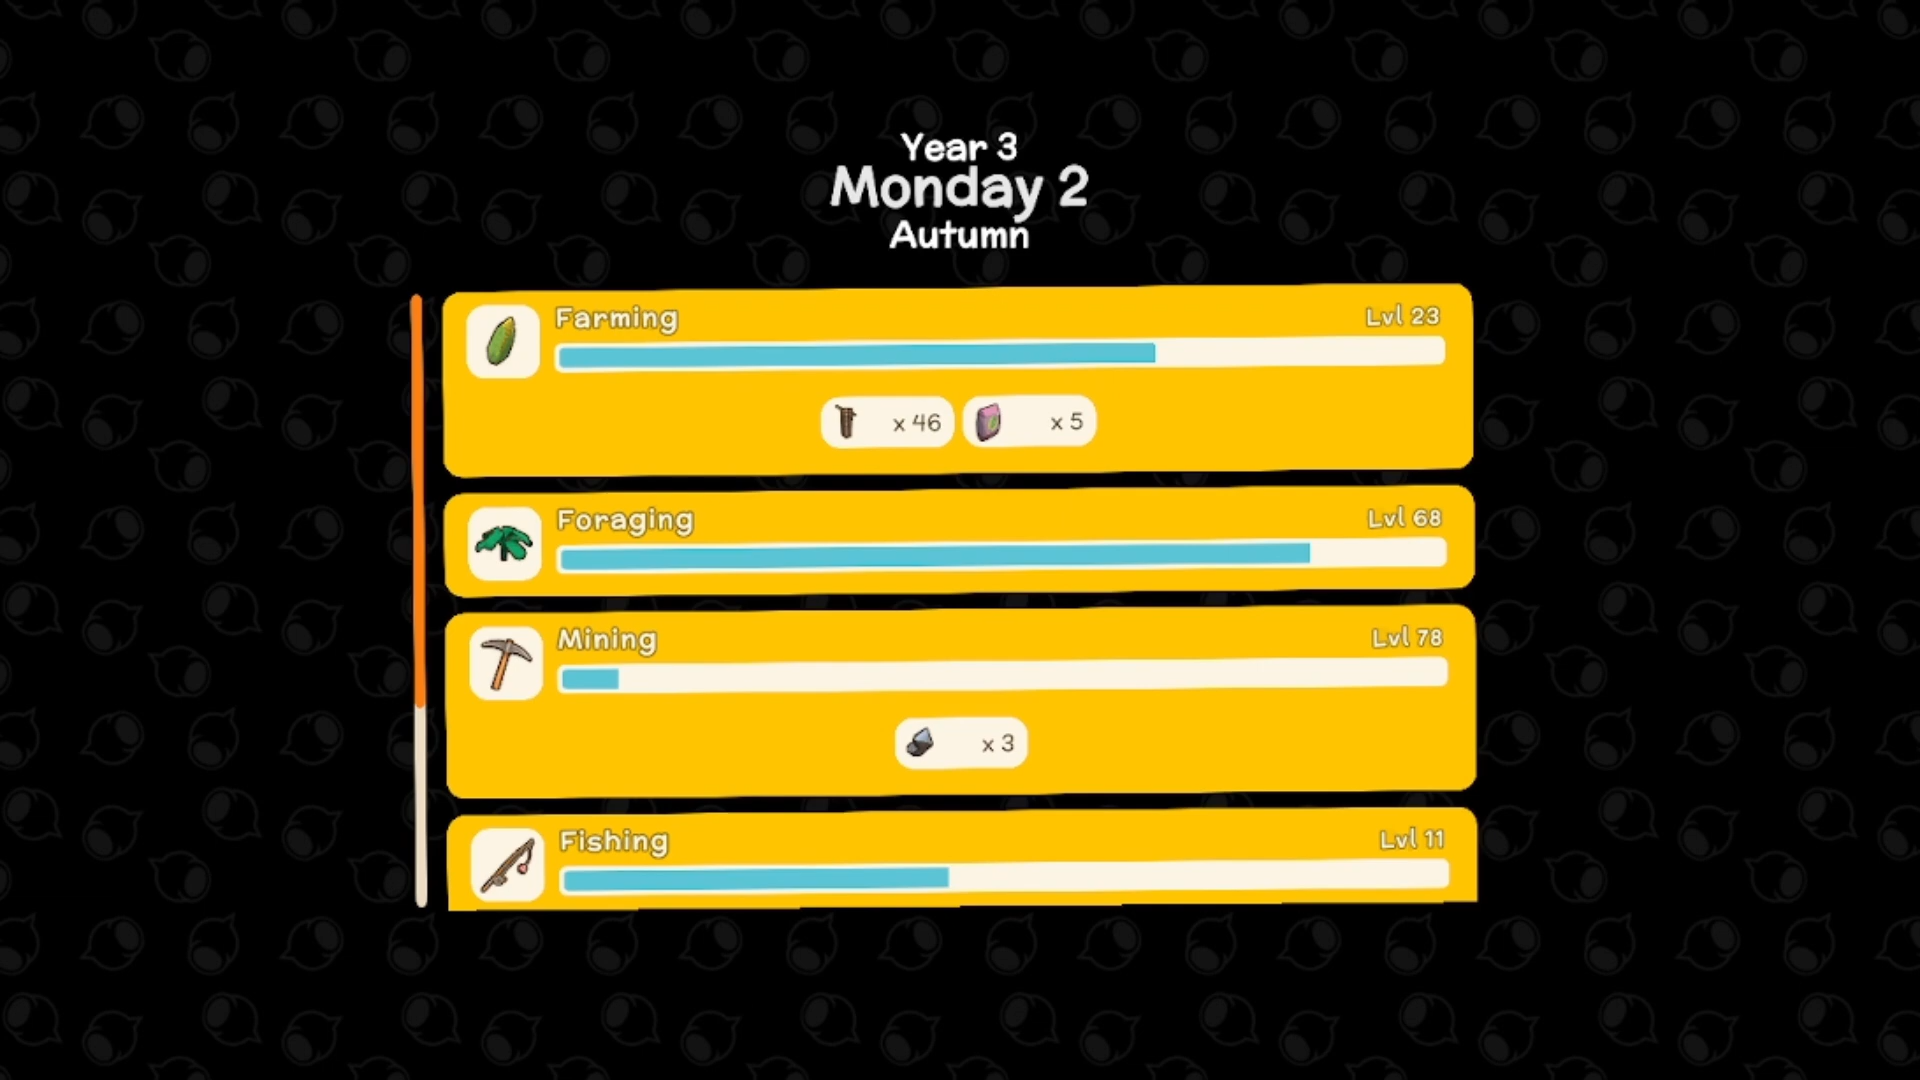 Year 3
Monday 2
Autumn
Farming Lvl 23
x 46 x 5
Foraging Lvl 68
Mining Lvl 78
x 3
Fishing Lvl 11